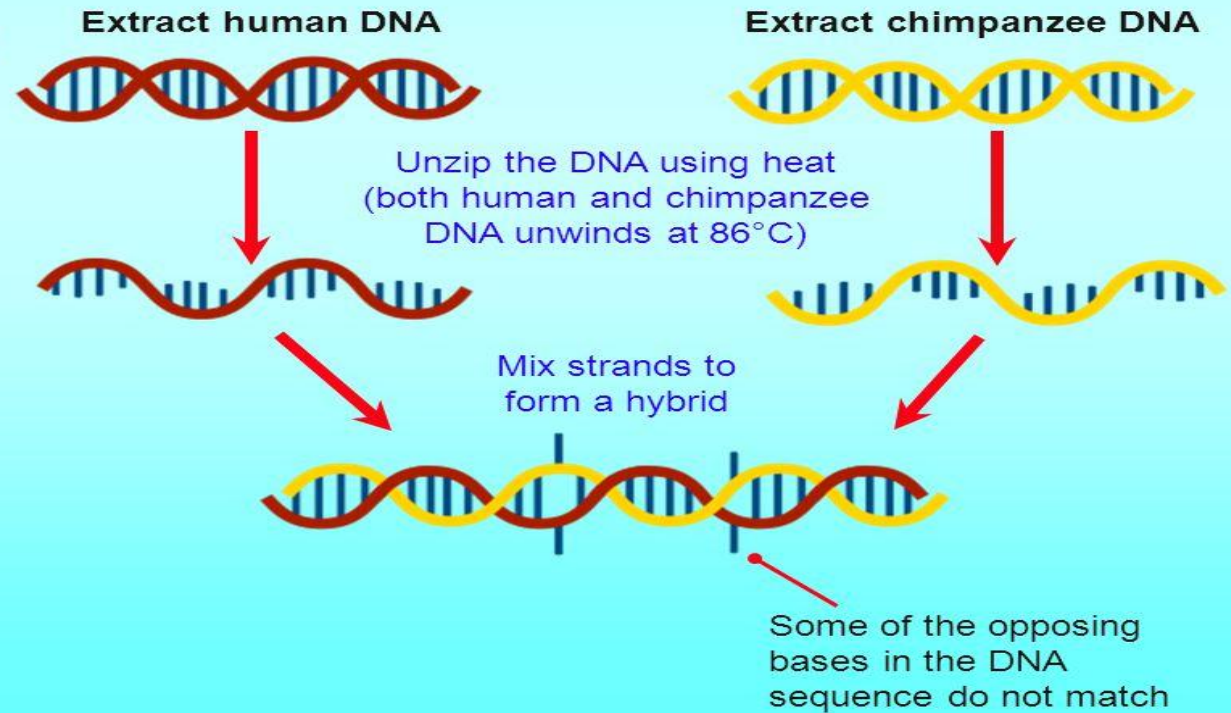 Extract human DNA
Extract chimpanzee DNA
Unzip the DNA using heat
(both human and chimpanzee
DNA unwinds at 86°C)
Mix strands to
form a hybrid
Some of the opposing
bases in the DNA
sequence do not match